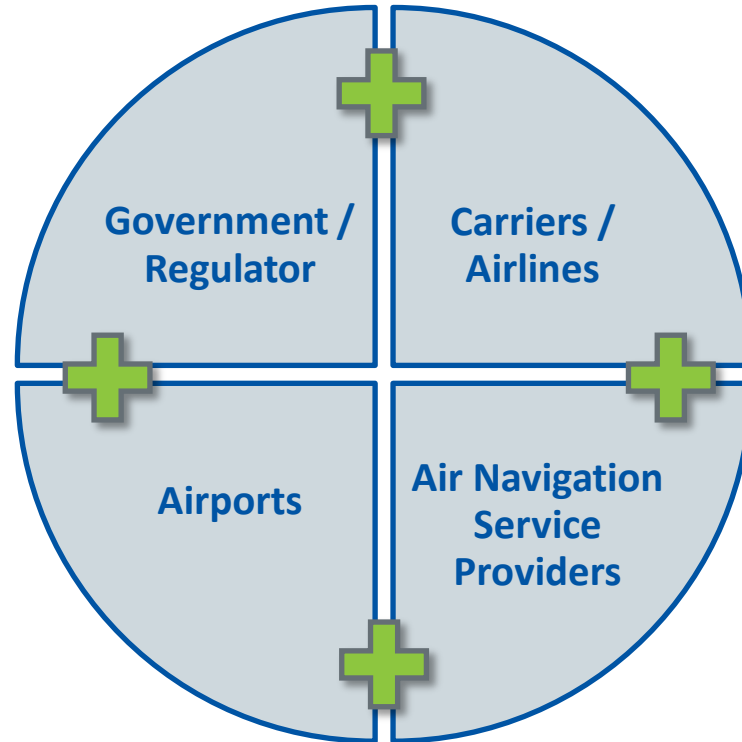 Government /
Regulator
Carriers /
Airlines
Airports
Air Navigation
Service
Providers